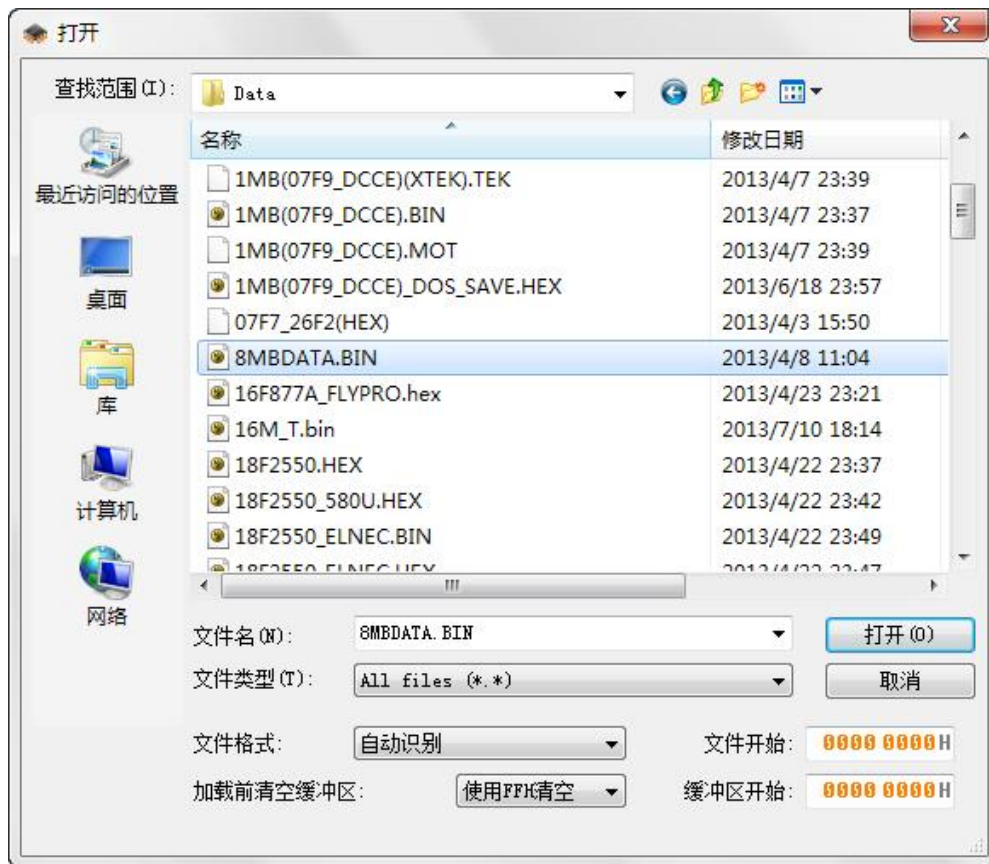 打开
查找范围(I):
Data
名称
修改日期
1MB(07F9_DCCE)(XTEK).TEK 2013/4/7 23:39
1MB(07F9_DCCE).BIN 2013/4/7 23:37
1MB(07F9_DCCE).MOT 2013/4/7 23:39
1MB(07F9_DCCE)_DOS_SAVE.HEX 2013/6/18 23:57
07F7_26F2(HEX) 2013/4/3 15:50
8MBDATA.BIN 2013/4/8 11:04
16F877A_FLYPRO.hex 2013/4/23 23:21
16M_T.bin 2013/7/10 18:14
18F2550.HEX 2013/4/22 23:37
18F2550_580U.HEX 2013/4/22 23:42
18F2550_ELNEC.BIN 2013/4/22 23:49
18F2550_ELNEC.HEX 2013/4/22 23:47
最近访问的位置
桌面
库
计算机
网络
文件名(N): 8MBDATA.BIN 打开(O)
文件类型(T): All files (*.*) 取消
文件格式: 自动识别 文件开始: 0000 0000H
加载前清空缓冲区: 使用FFH清空 缓冲区开始: 0000 0000H